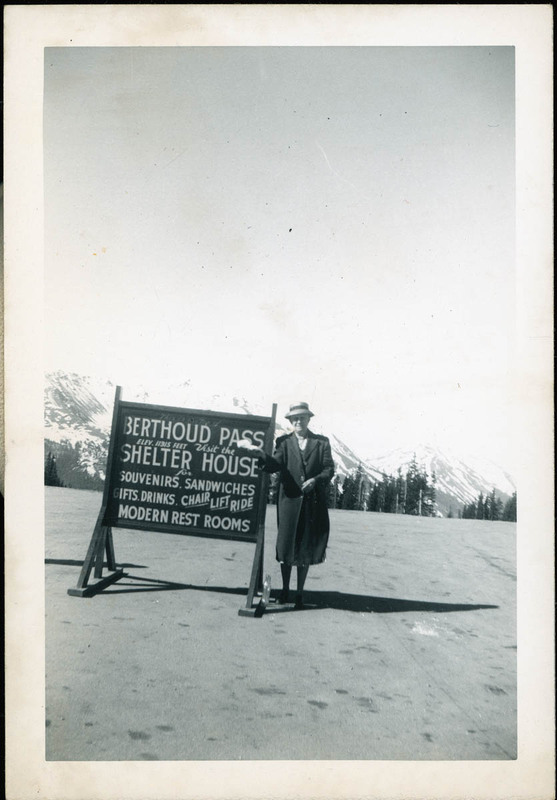 BERTHOUD PASS
ELEV. 11315 FEET Visit the
SHELTER HOUSE
for
SOUVENIRS. SANDWICHES
GIFTS DRINKS, CHAIR LIFT RIDE
MODERN REST ROOMS